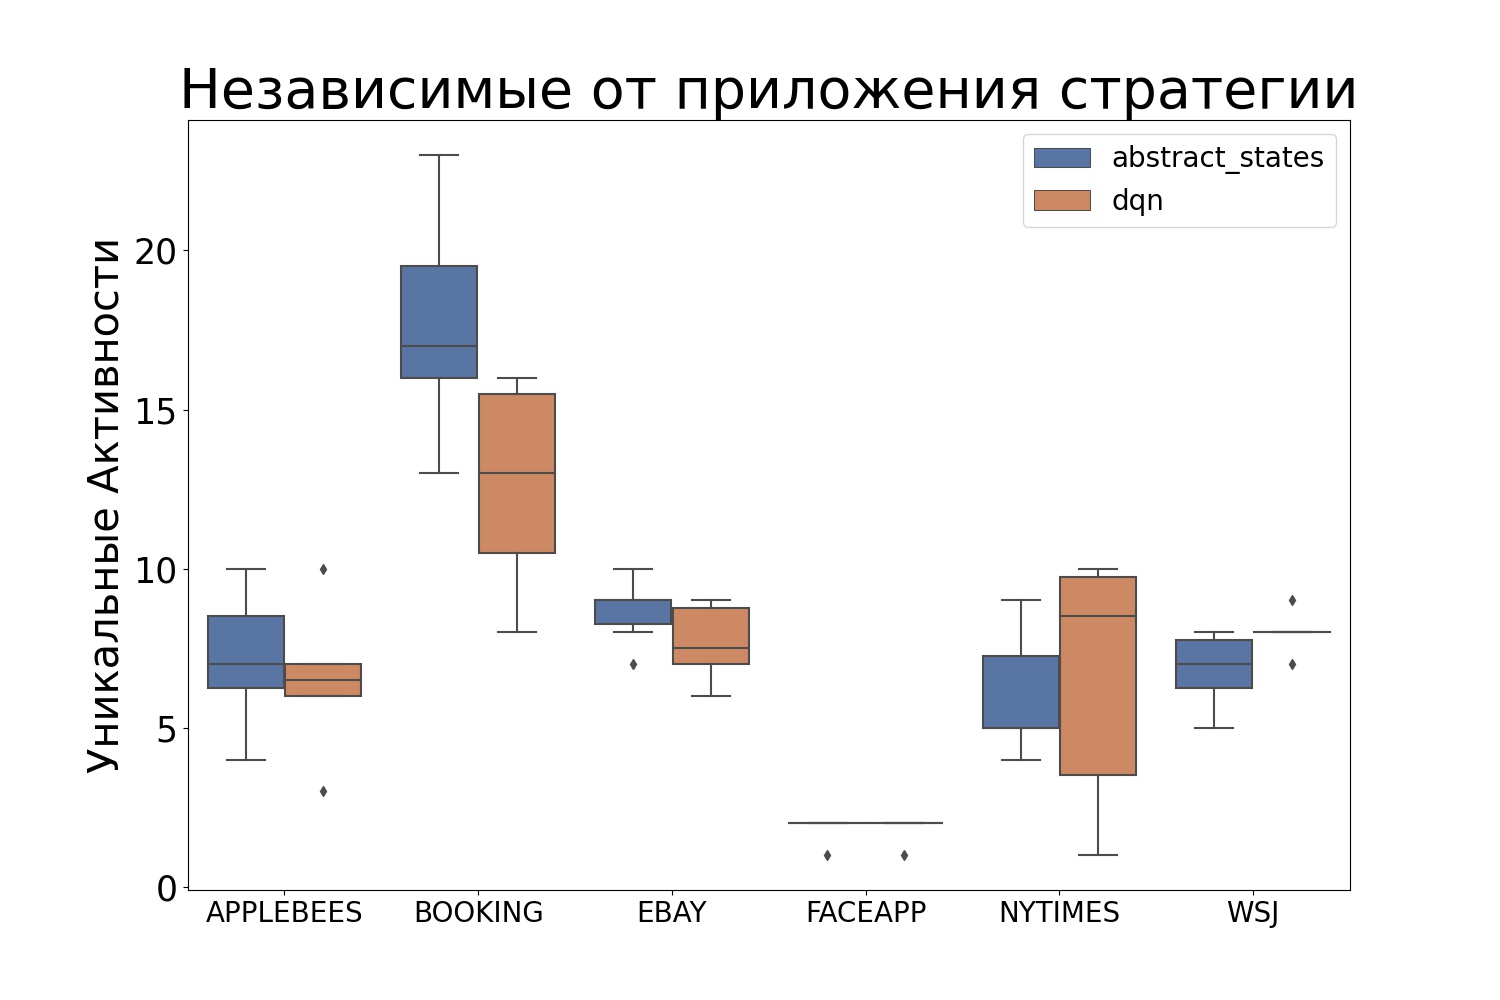 Независимые от приложения стратегии
abstract_states
dqn
Уникальные Активности
20
15
10
5
0
APPLEBEES BOOKING EBAY FACEAPP NYTIMES WSJ